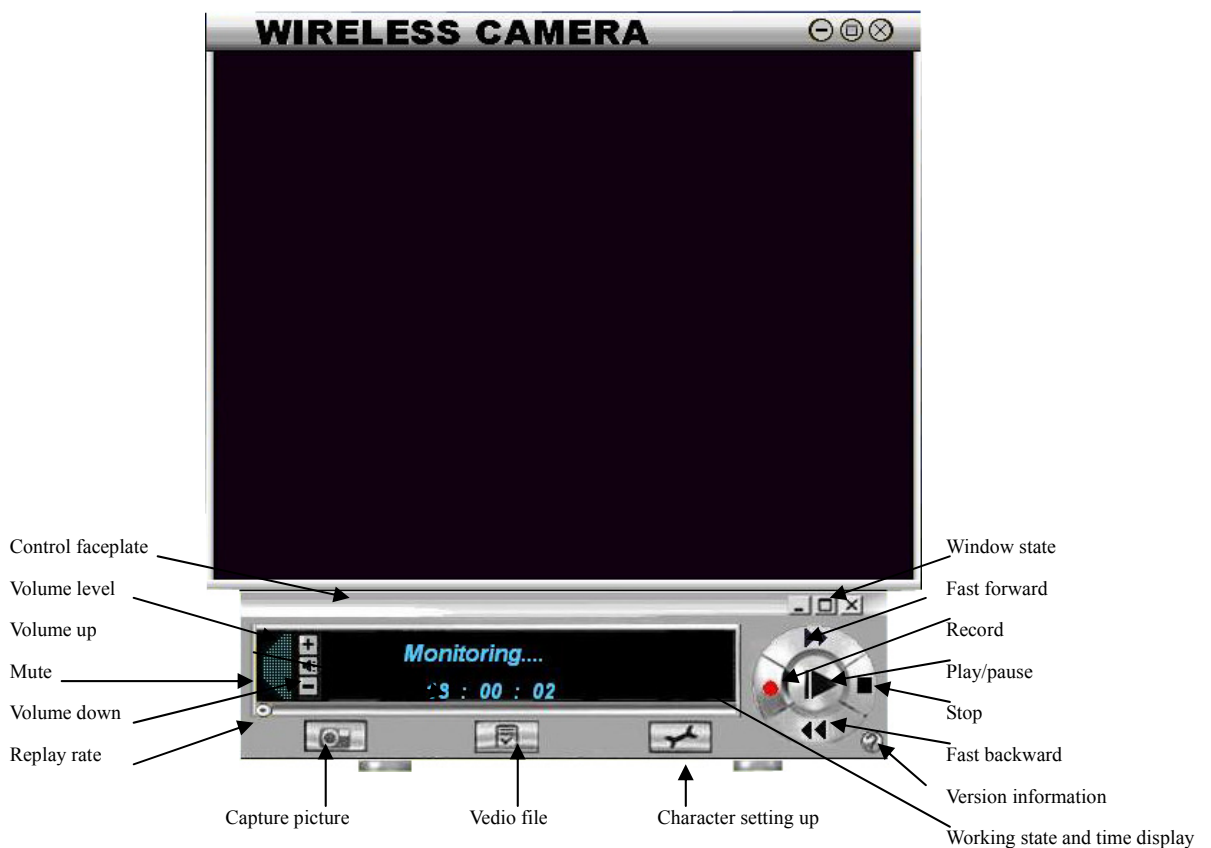 WIRELESS CAMERA
Control faceplate
Volume level
Volume up
Mute
Volume down
Replay rate
Monitoring....
: 00 : 02
Window state
Fast forward
Record
Play/pause
Stop
Fast backward
Version information
Working state and time display
Capture picture
Vedio file
Character setting up